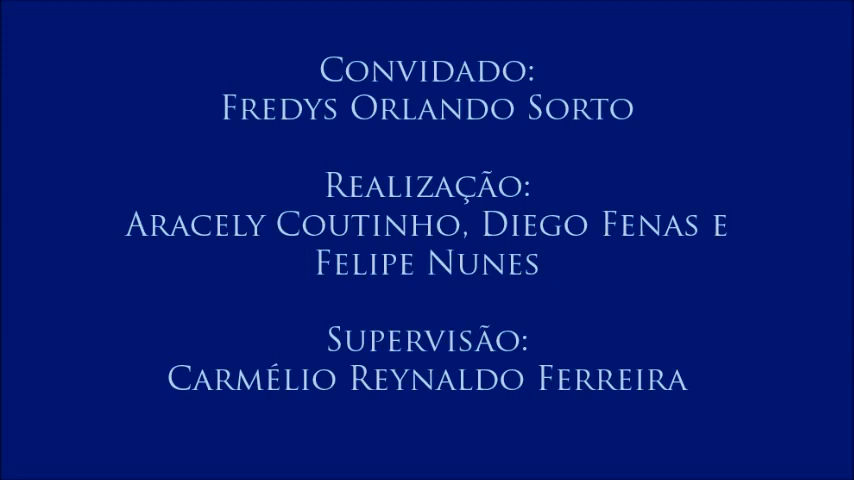 Convidado:
Fredys Orlando Sorto
Realização:
Aracely Coutinho, Diego Fenas e
Felipe Nunes
Supervisão:
Carmélio Reynaldo Ferreira